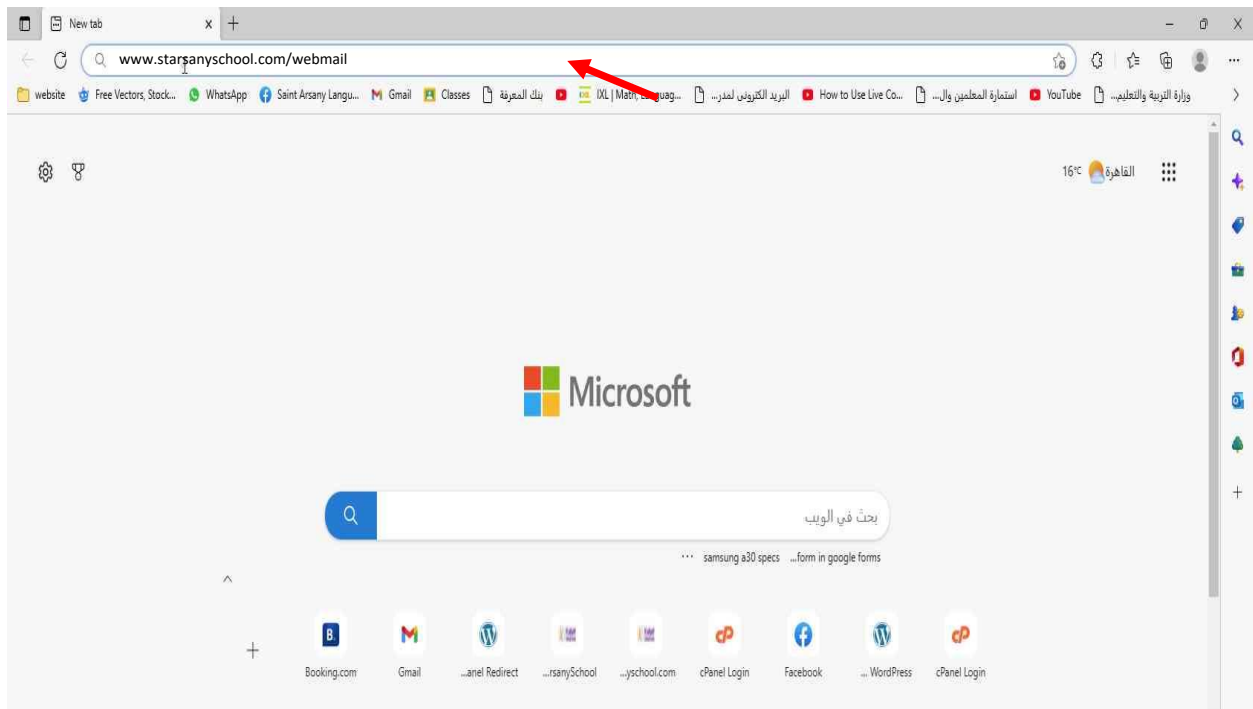 New tab
www.starsanyschool.com/webmail
website Free Vectors, Stock... WhatsApp Saint Arsany Langu... Gmail Classes بنك المعرفة IXL | Math, Languag... البريد الكتروني لمدر... How to Use Live Co... استمارة المعلمين وال... YouTube وزارة التربية والتعليم...
16°C القاهرة
Microsoft
بحث في الويب
... samsung a30 specs ...form in google forms
Booking.com Gmail ...anel Redirect ...rsanySchool ...yschool.com cPanel Login Facebook ... WordPress cPanel Login